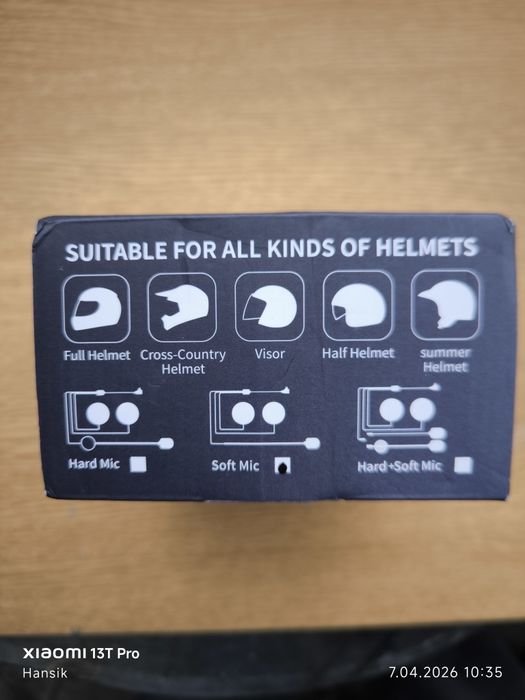 SUITABLE FOR ALL KINDS OF HELMETS
Full Helmet
Cross-Country
Helmet
Visor
Half Helmet
summer
Helmet
Hard Mic
Soft Mic
Hard+Soft Mic
xiaomi 13T Pro
Hansik
7.04.2026 10:35